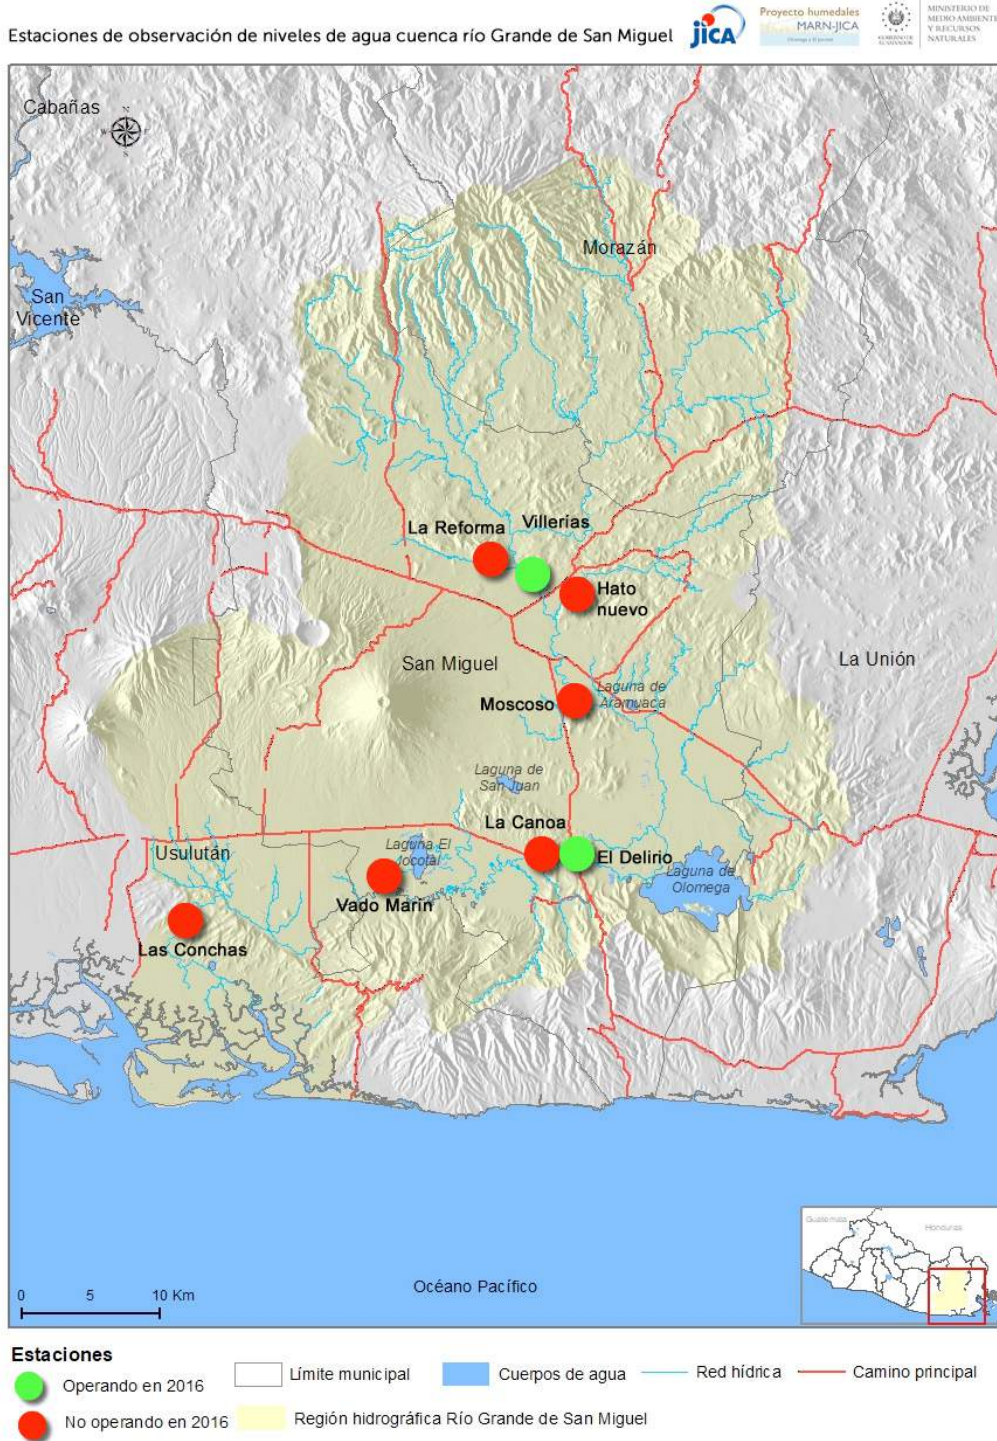 Estaciones de observación de niveles de agua cuenca río Grande de San Miguel
jica
Proyecto humedales
MARN-JICA
GOBIERNO DE
EL SALVADOR
MINISTERIO DE
MEDIO AMBIENTE
Y RECURSOS
NATURALES
Cabañas
N
W
E
S
Morazán
San
Vicente
La Reforma
Villerías
Hato
nuevo
San Miguel
La Unión
Moscoso
Laguna de
Aramuaca
Laguna de
San Juan
La Canoa
Usulután
Laguna El
Jocotal
El Delirio
Laguna de
Olomega
Vado Marín
Las Conchas
Guatemala
Honduras
Océano Pacífico
0 5 10 Km
Estaciones
Operando en 2016
Límite municipal
Cuerpos de agua
Red hídrica
Camino principal
No operando en 2016
Región hidrográfica Río Grande de San Miguel